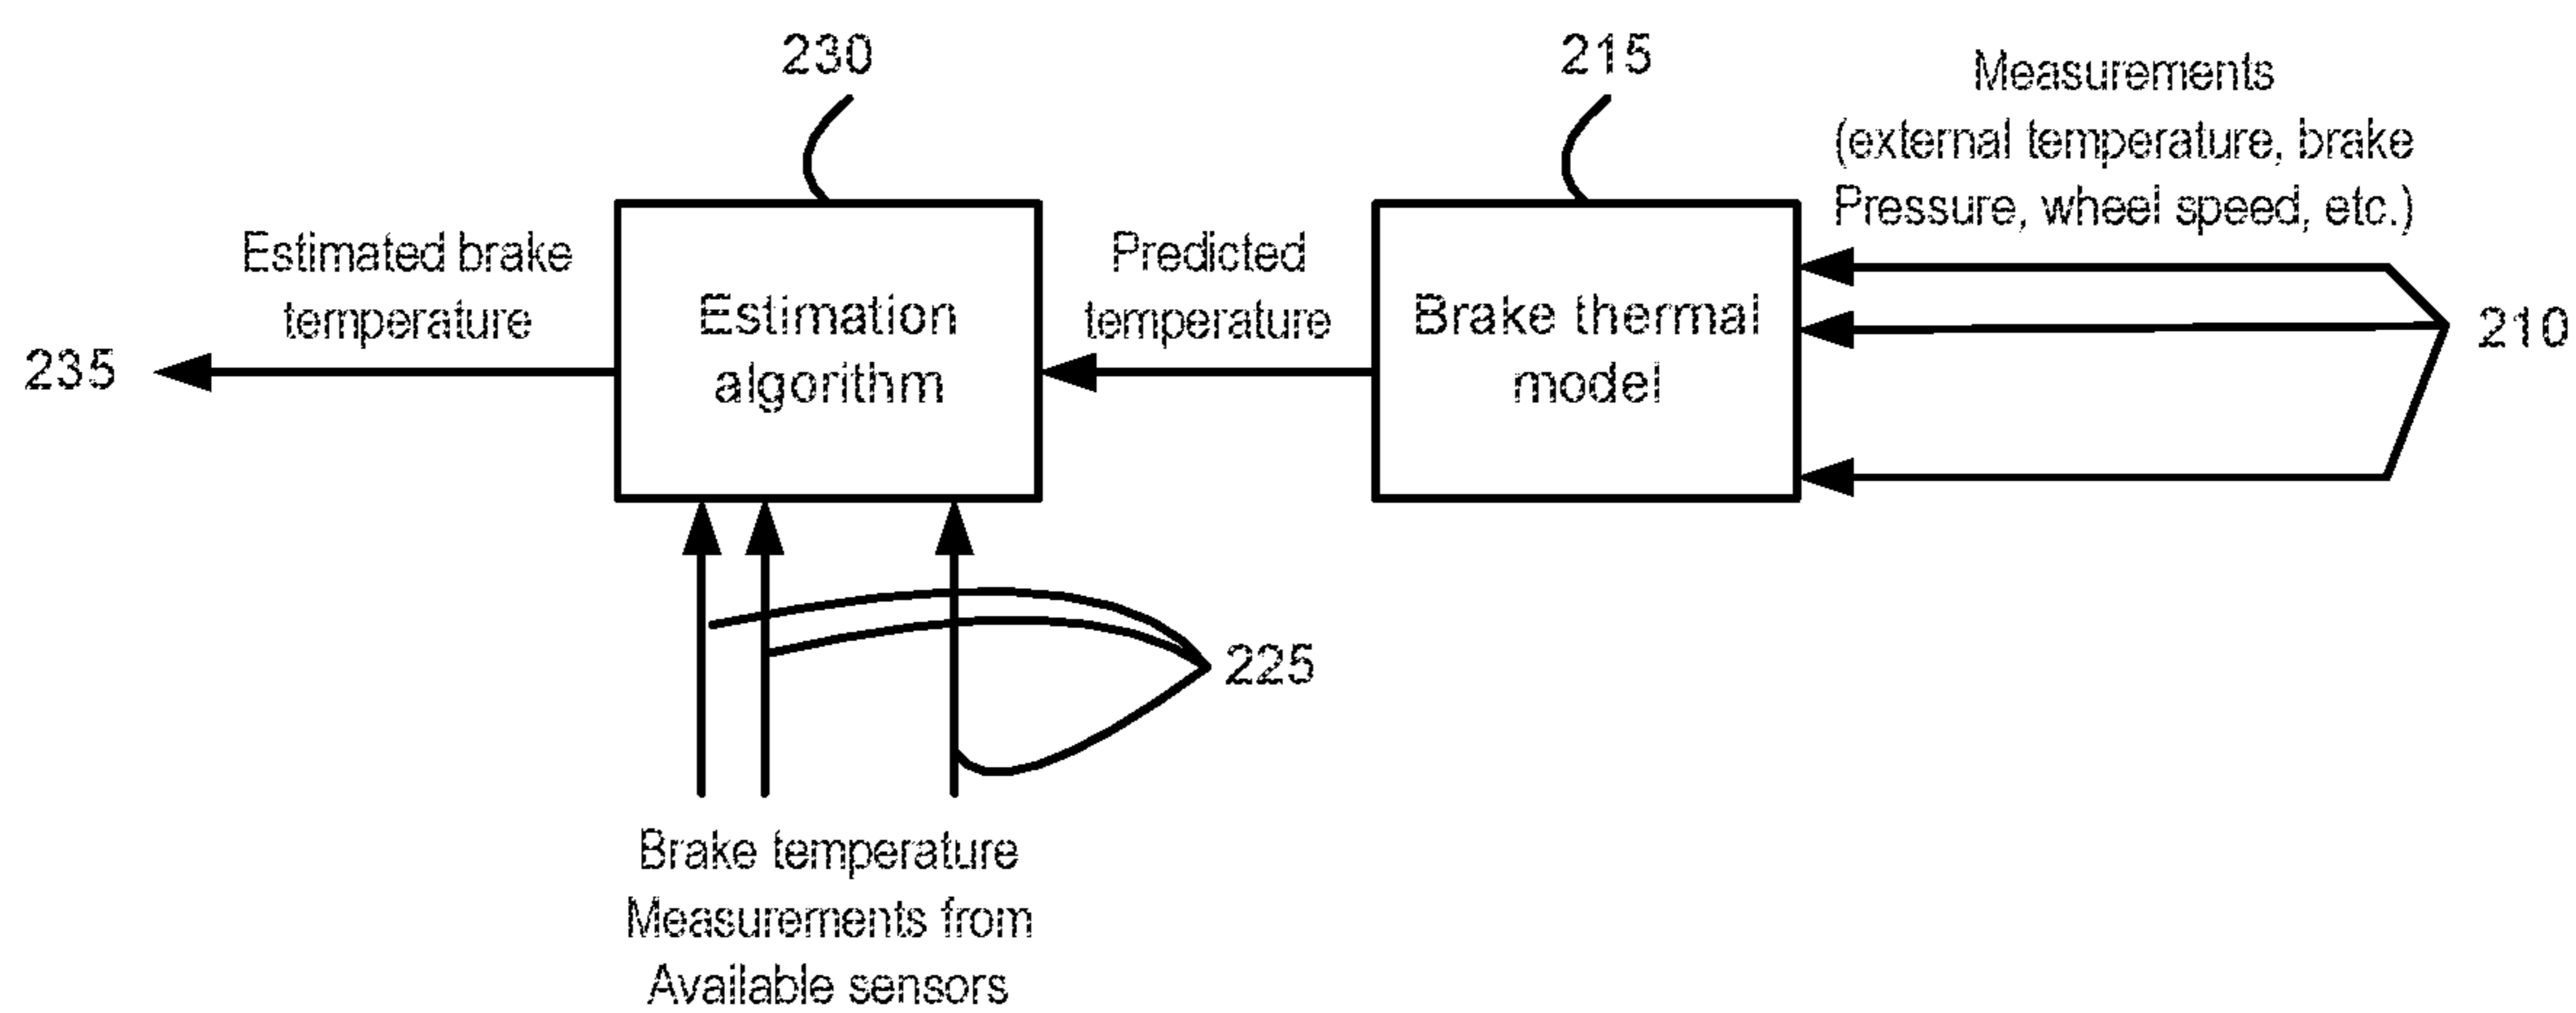 230
215
Measurements
(external temperature, brake
Pressure, wheel speed, etc.)
Estimated brake
temperature
235
Estimation
algorithm
Predicted
temperature
Brake thermal
model
210
225
Brake temperature
Measurements from
Available sensors